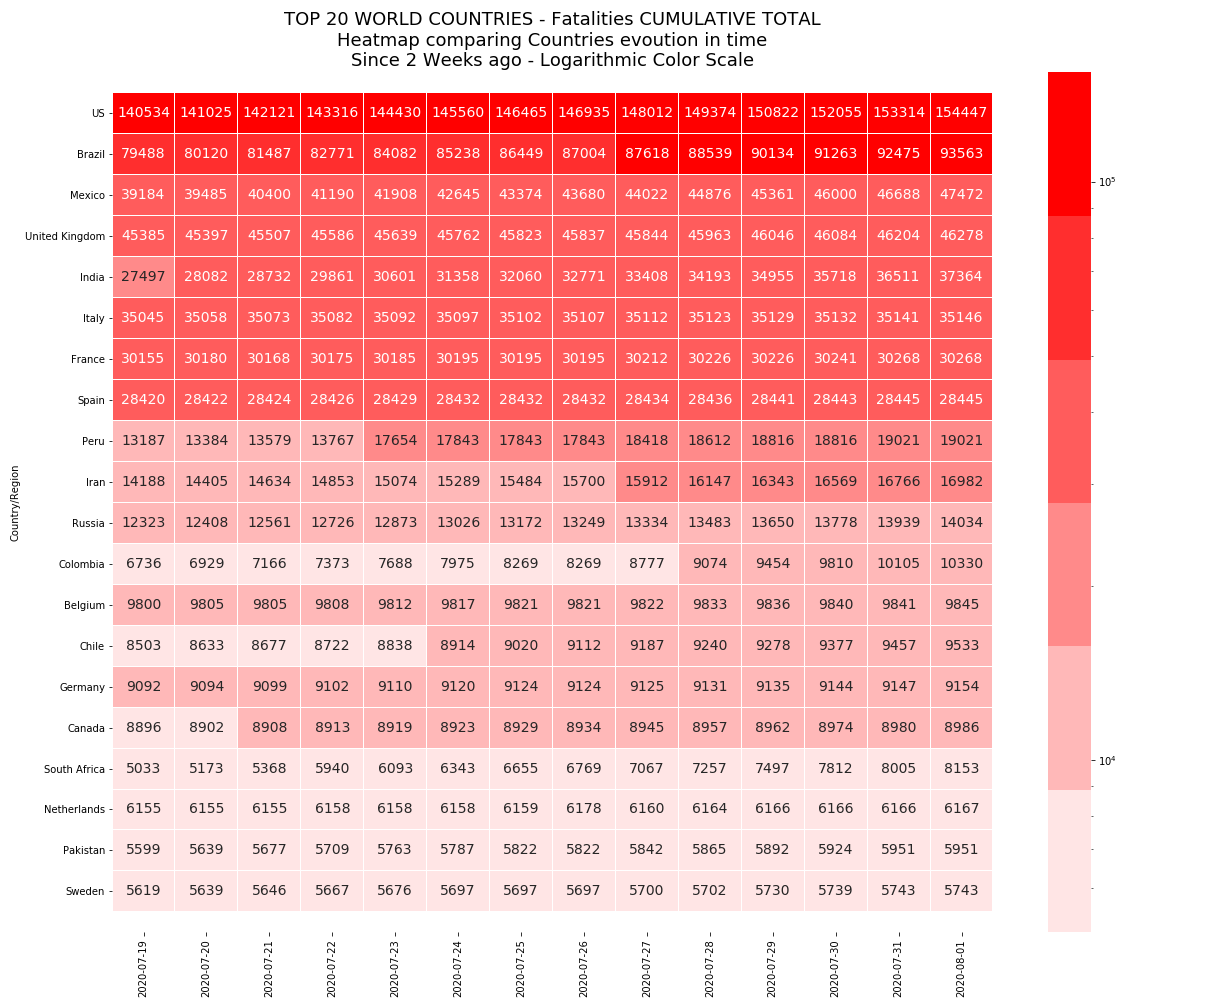 TOP 20 WORLD COUNTRIES - Fatalities CUMULATIVE TOTAL
Heatmap comparing Countries evoution in time
Since 2 Weeks ago - Logarithmic Color Scale
US 140534 141025 142121 143316 144430 145560 146465 146935 148012 149374 150822 152055 153314 154447
Brazil 79488 80120 81487 82771 84082 85238 86449 87004 87618 88539 90134 91263 92475 93563
Mexico 39184 39485 40400 41190 41908 42645 43374 43680 44022 44876 45361 46000 46688 47472
United Kingdom 45385 45397 45507 45586 45639 45762 45823 45837 45844 45963 46046 46084 46204 46278
India 27497 28082 28732 29861 30601 31358 32060 32771 33408 34193 34955 35718 36511 37364
Italy 35045 35058 35073 35082 35092 35097 35102 35107 35112 35123 35129 35132 35141 35146
France 30155 30180 30168 30175 30185 30195 30195 30195 30212 30226 30226 30241 30268 30268
Spain 28420 28422 28424 28426 28429 28432 28432 28432 28434 28436 28441 28443 28445 28445
Peru 13187 13384 13579 13767 17654 17843 17843 17843 18418 18612 18816 18816 19021 19021
Iran 14188 14405 14634 14853 15074 15289 15484 15700 15912 16147 16343 16569 16766 16982
Russia 12323 12408 12561 12726 12873 13026 13172 13249 13334 13483 13650 13778 13939 14034
Colombia 6736 6929 7166 7373 7688 7975 8269 8269 8777 9074 9454 9810 10105 10330
Belgium 9800 9805 9805 9808 9812 9817 9821 9821 9822 9833 9836 9840 9841 9845
Chile 8503 8633 8677 8722 8838 8914 9020 9112 9187 9240 9278 9377 9457 9533
Germany 9092 9094 9099 9102 9110 9120 9124 9124 9125 9131 9135 9144 9147 9154
Canada 8896 8902 8908 8913 8919 8923 8929 8934 8945 8957 8962 8974 8980 8986
South Africa 5033 5173 5368 5940 6093 6343 6655 6769 7067 7257 7497 7812 8005 8153
Netherlands 6155 6155 6155 6158 6158 6158 6159 6178 6160 6164 6166 6166 6166 6167
Pakistan 5599 5639 5677 5709 5763 5787 5822 5822 5842 5865 5892 5924 5951 5951
Sweden 5619 5639 5646 5667 5676 5697 5697 5697 5700 5702 5730 5739 5743 5743
Country/Region
2020-07-19 2020-07-20 2020-07-21 2020-07-22 2020-07-23 2020-07-24 2020-07-25 2020-07-26 2020-07-27 2020-07-28 2020-07-29 2020-07-30 2020-07-31 2020-08-01
10⁵
10⁴